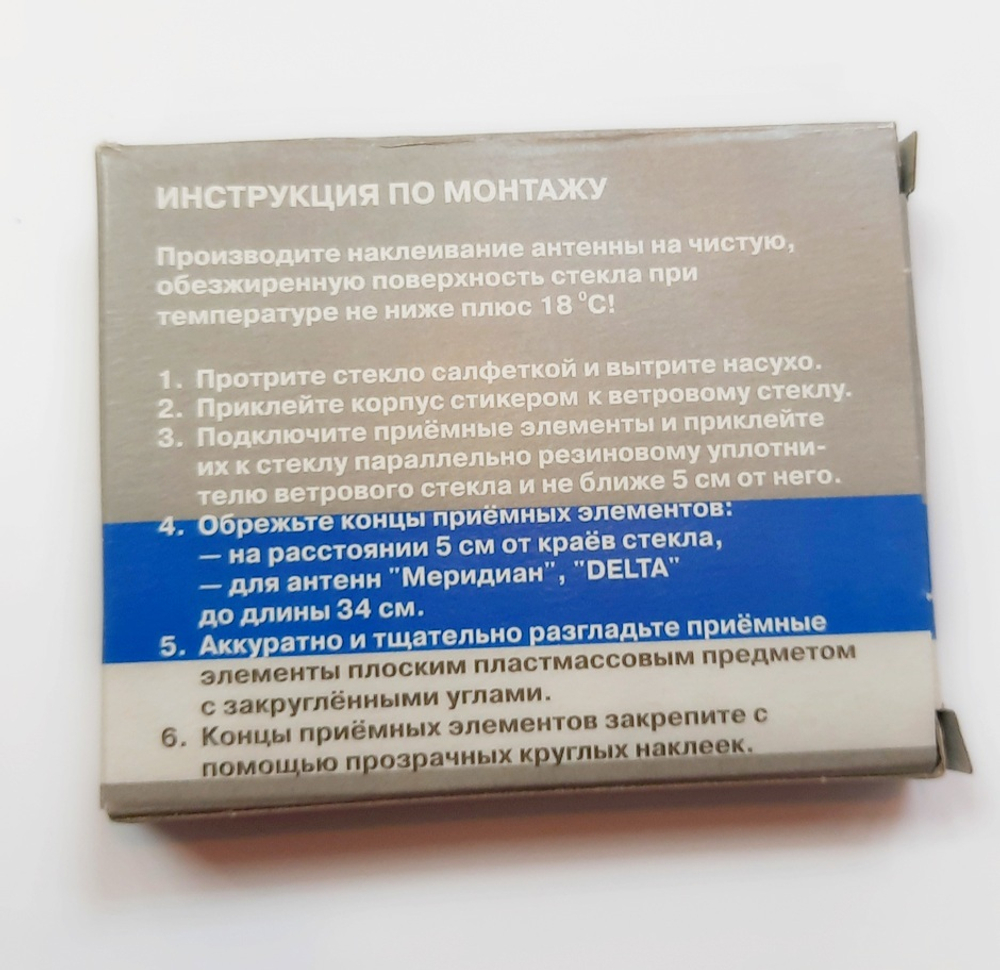 ИНСТРУКЦИЯ ПО МОНТАЖУ
Производите наклеивание антенны на чистую,
обезжиренную поверхность стекла при
температуре не ниже плюс 18 °С!
1. Протрите стекло салфеткой и вытрите насухо.
2. Приклейте корпус стикером к ветровому стеклу.
3. Подключите приёмные элементы и приклейте
их к стеклу параллельно резиновому уплотни-
телю ветрового стекла и не ближе 5 см от него.
4. Обрежьте концы приёмных элементов:
— на расстоянии 5 см от краёв стекла,
— для антенн "Меридиан", "DELTA"
до длины 34 см.
5. Аккуратно и тщательно разгладьте приёмные
элементы плоским пластмассовым предметом
с закруглёнными углами.
6. Концы приёмных элементов закрепите с
помощью прозрачных круглых наклеек.